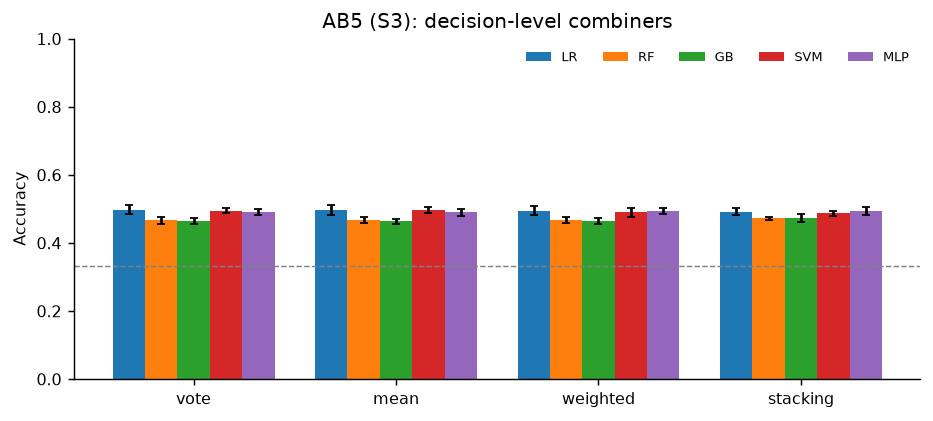 AB5 (S3): decision-level combiners
LR RF GB SVM MLP
Accuracy
1.0
0.8
0.6
0.4
0.2
0.0
vote mean weighted stacking